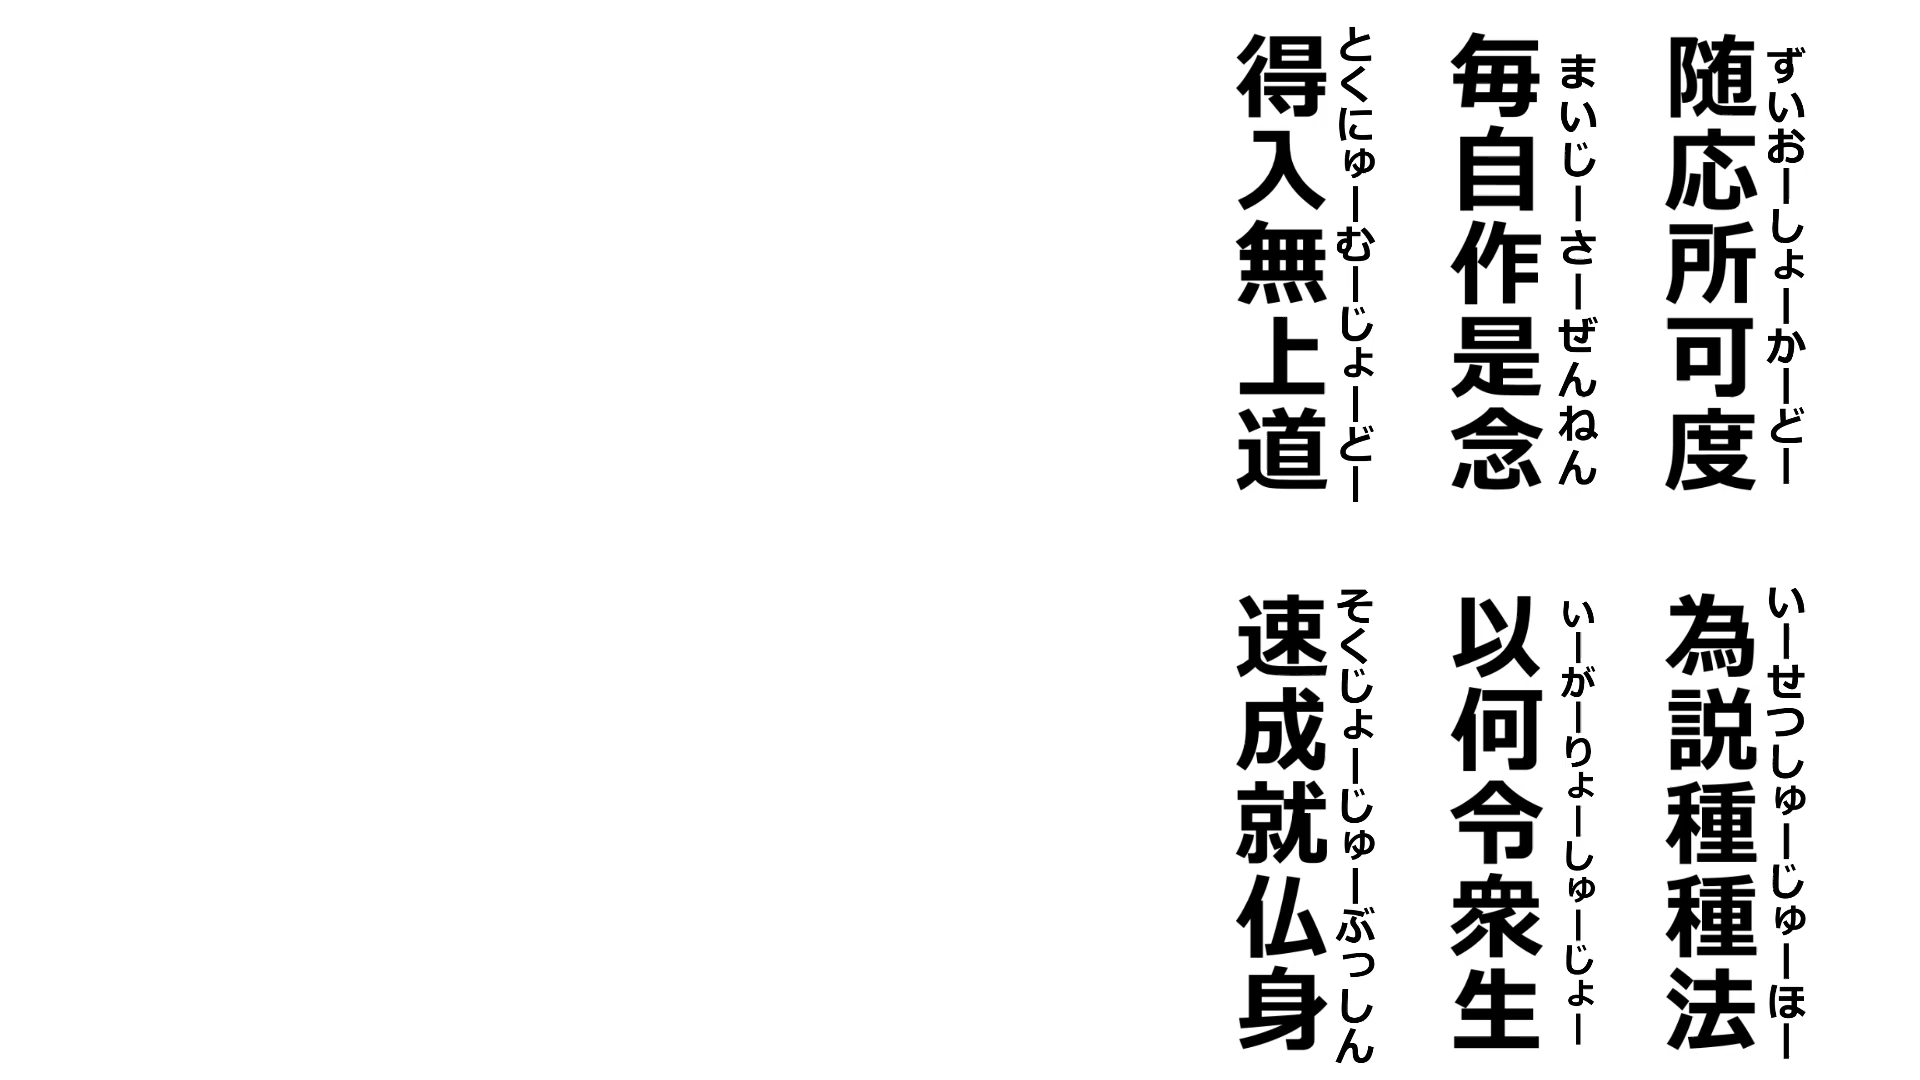 随応所可度
ずいおーしょーかーどー
為説種種法
いーせつしゅーじゅーほー
毎自作是念
まいじーさーぜんねん
以何令衆生
いーがーりょーしゅーじょー
得入無上道
とくにゅーむーじょーどー
速成就仏身
そくじょーじゅーぶっしん